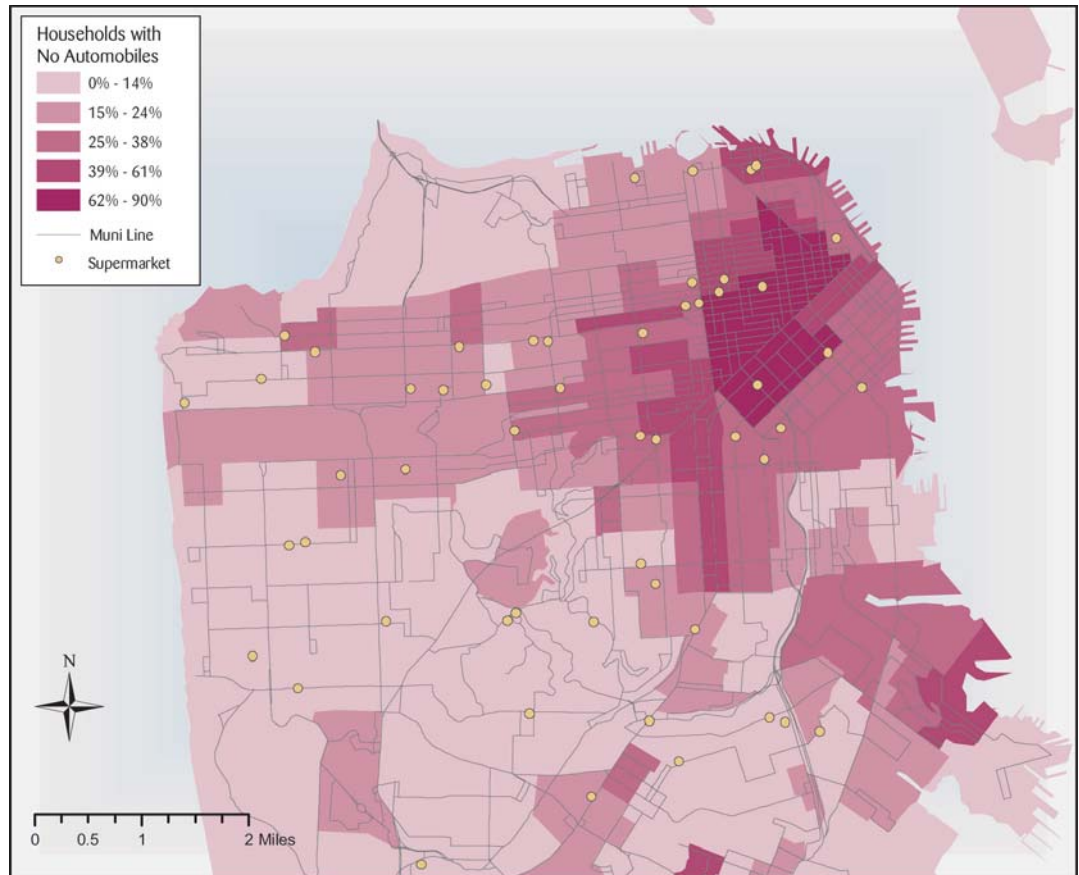 Households with
No Automobiles
0% - 14%
15% - 24%
25% - 38%
39% - 61%
62% - 90%
Muni Line
Supermarket
N
0 0.5 1 2 Miles